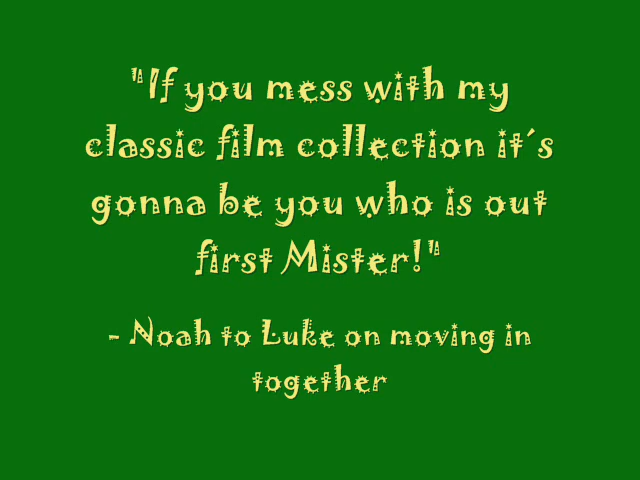 "If you mess with my
classic film collection it´s
gonna be you who is out
first Mister!"
- Noah to Luke on moving in
together